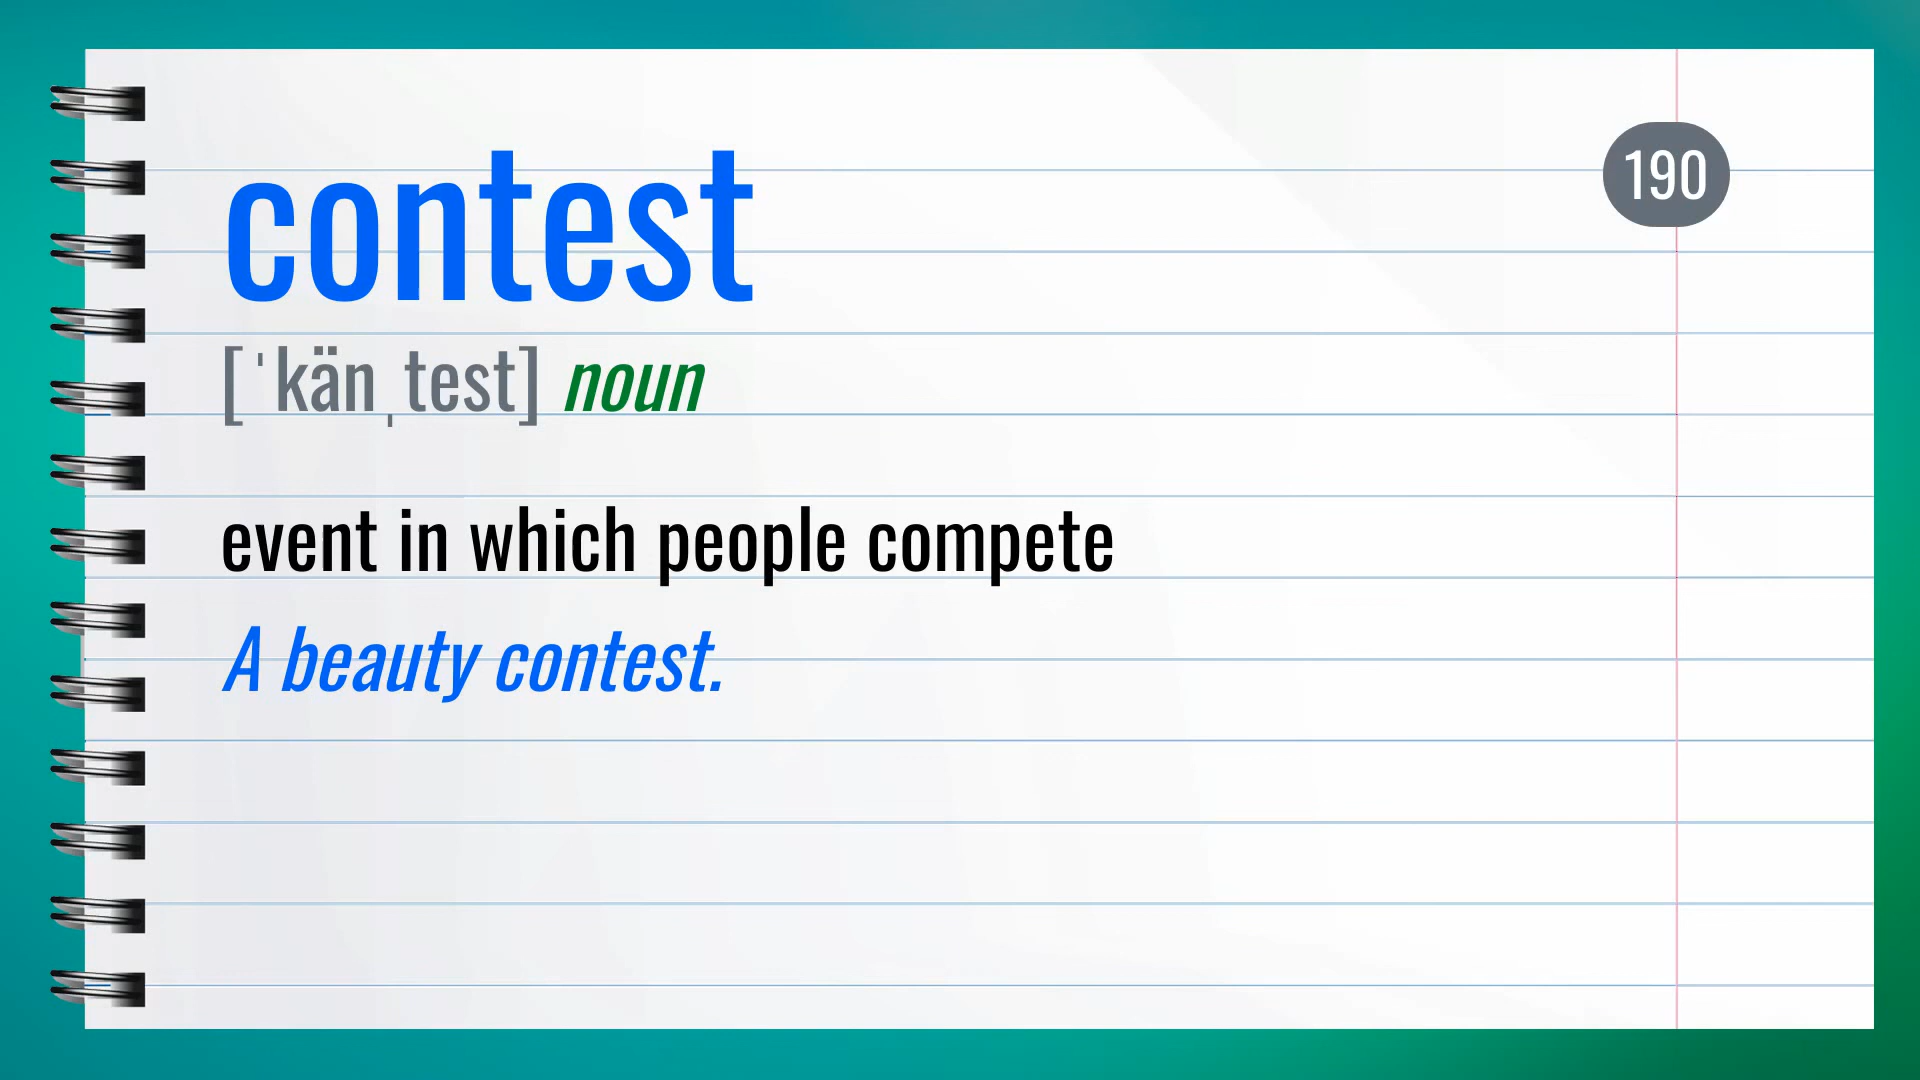 contest
190
[ˈkänˌtest] noun
event in which people compete
A beauty contest.